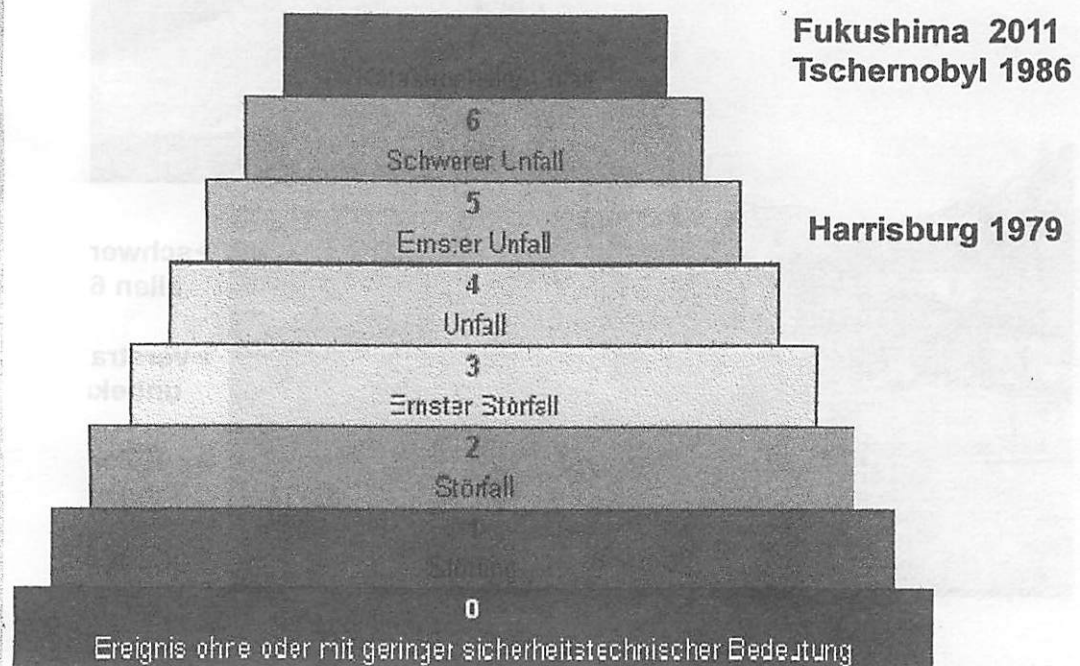 Fukushima 2011
Tschernobyl 1986
6
Schwerer Unfall
5
Ernster Unfall
Harrisburg 1979
4
Unfall
3
Ernster Störfall
2
Störfall
1
Störung
0
Ereignis ohne oder mit geringer sicherheitstechnischer Bedeutung